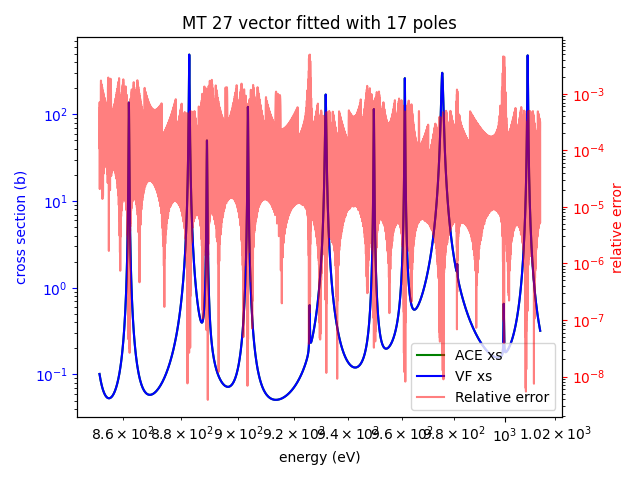 MT 27 vector fitted with 17 poles
cross section (b)
10²
10¹
10⁰
10⁻¹
10⁻³
10⁻⁴
10⁻⁵
10⁻⁶
10⁻⁷
10⁻⁸
relative error
ACE xs
VF xs
Relative error
8.6 × 10² 8.8 × 10² 9 × 10² 9.2 × 10² 9.4 × 10² 9.6 × 10² 9.8 × 10² 10³ 1.02 × 10³
energy (eV)